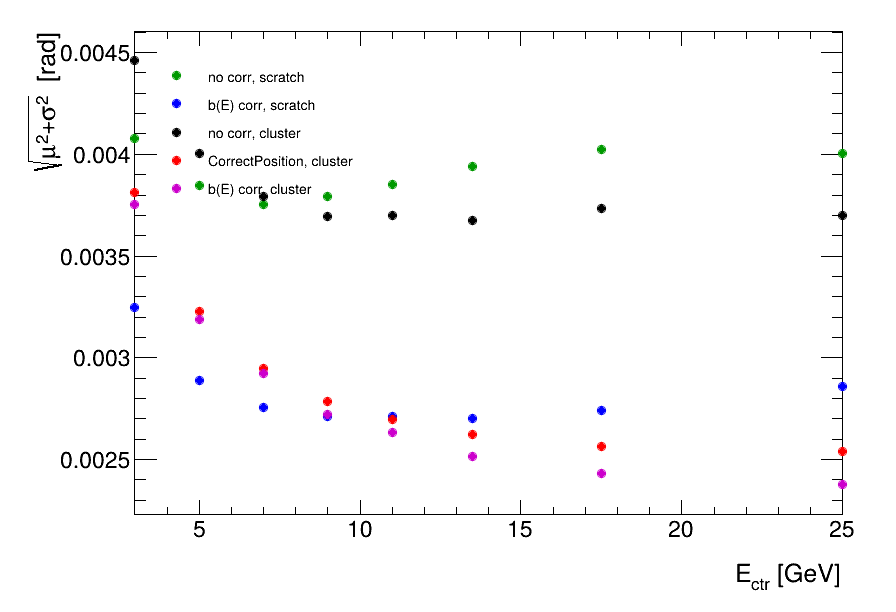 √μ²+σ² [rad]
0.0045
0.004
0.0035
0.003
0.0025
no corr, scratch
b(E) corr, scratch
no corr, cluster
CorrectPosition, cluster
b(E) corr, cluster
5 10 15 20 25
E_ctr [GeV]